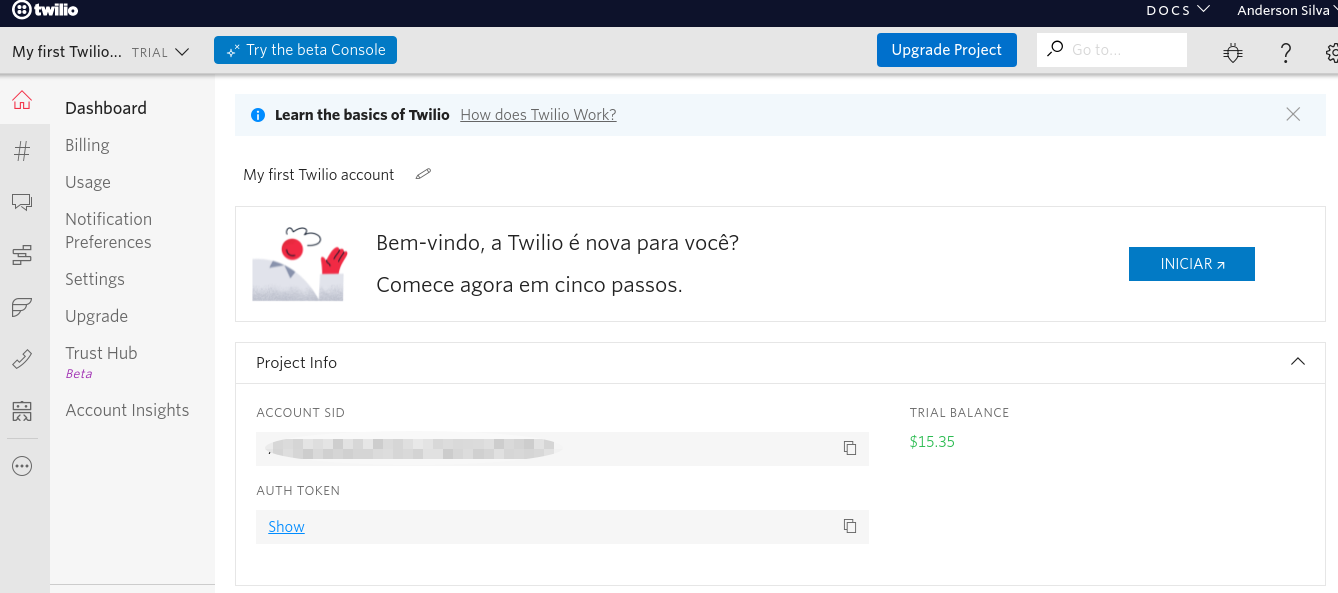 twilio
DOCS
Anderson Silva
My first Twilio... TRIAL
Try the beta Console
Upgrade Project
Go to...
?
Dashboard
Billing
Usage
Notification
Preferences
Settings
Upgrade
Trust Hub
Beta
Account Insights
Learn the basics of Twilio How does Twilio Work?
My first Twilio account
Bem-vindo, a Twilio é nova para você?
Comece agora em cinco passos.
INICIAR
Project Info
ACCOUNT SID
TRIAL BALANCE
$15.35
AUTH TOKEN
Show